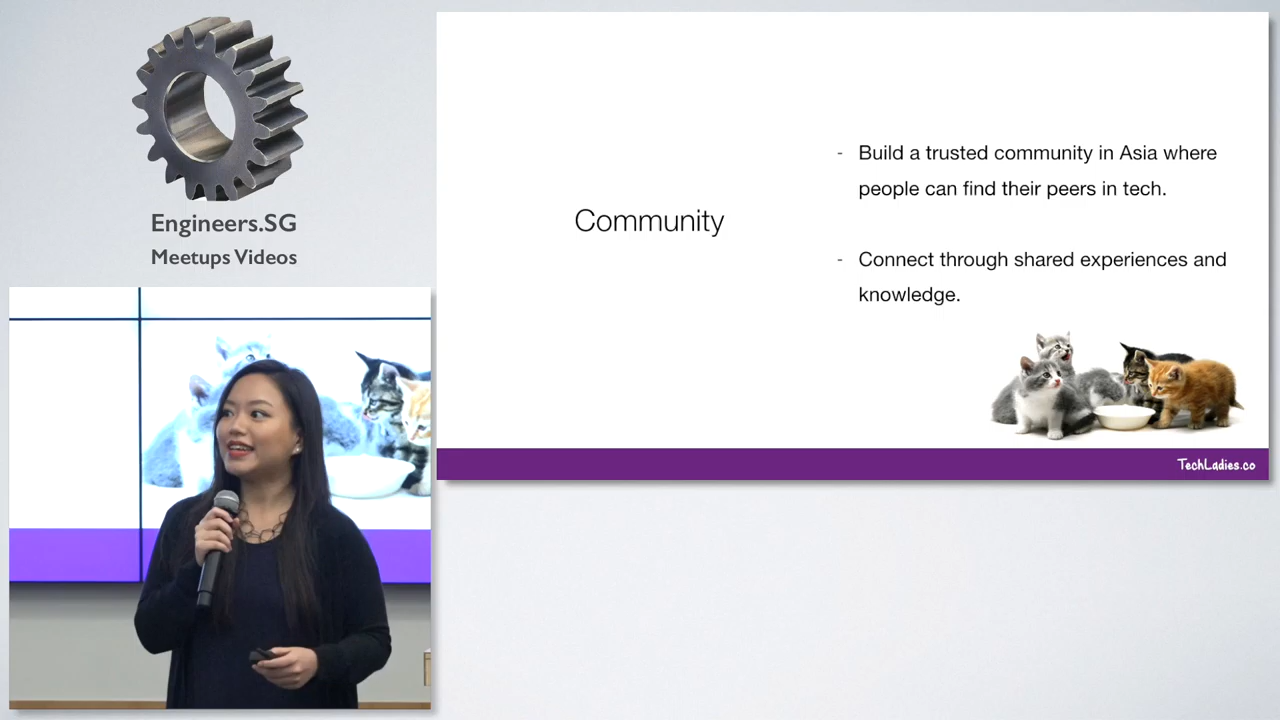 Engineers.SG
Meetups Videos
Community
- Build a trusted community in Asia where
people can find their peers in tech.
- Connect through shared experiences and
knowledge.
TechLadies.co